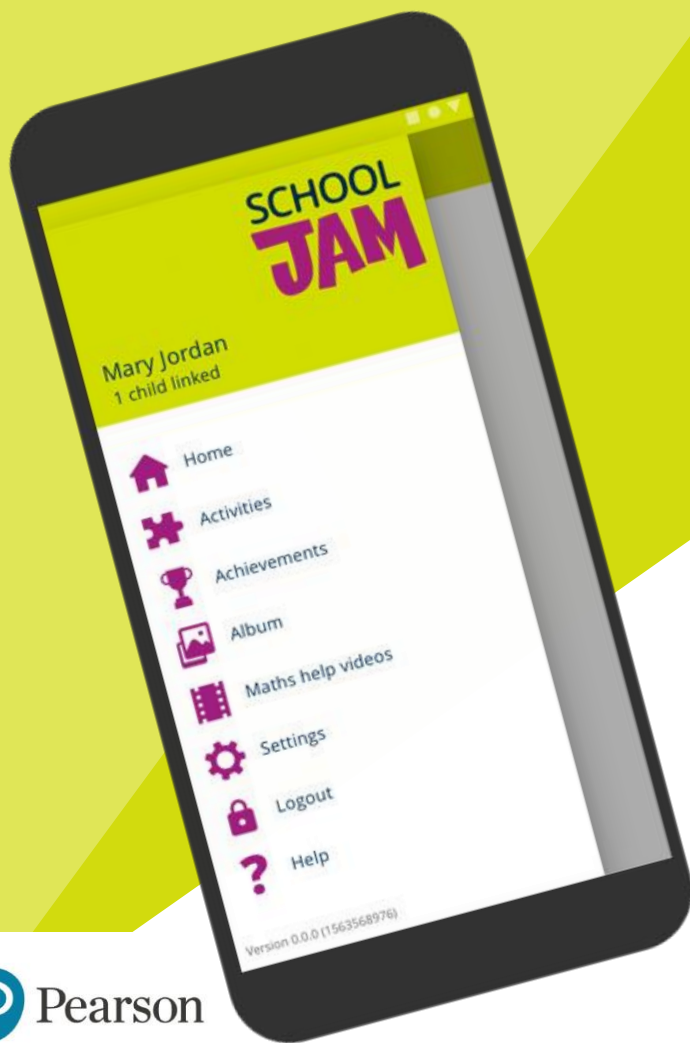 SCHOOL
JAM
Mary Jordan
1 child linked
Home
Activities
Achievements
Album
Maths help videos
Settings
Logout
Help
Version 0.0.0 (1563568976)
Pearson